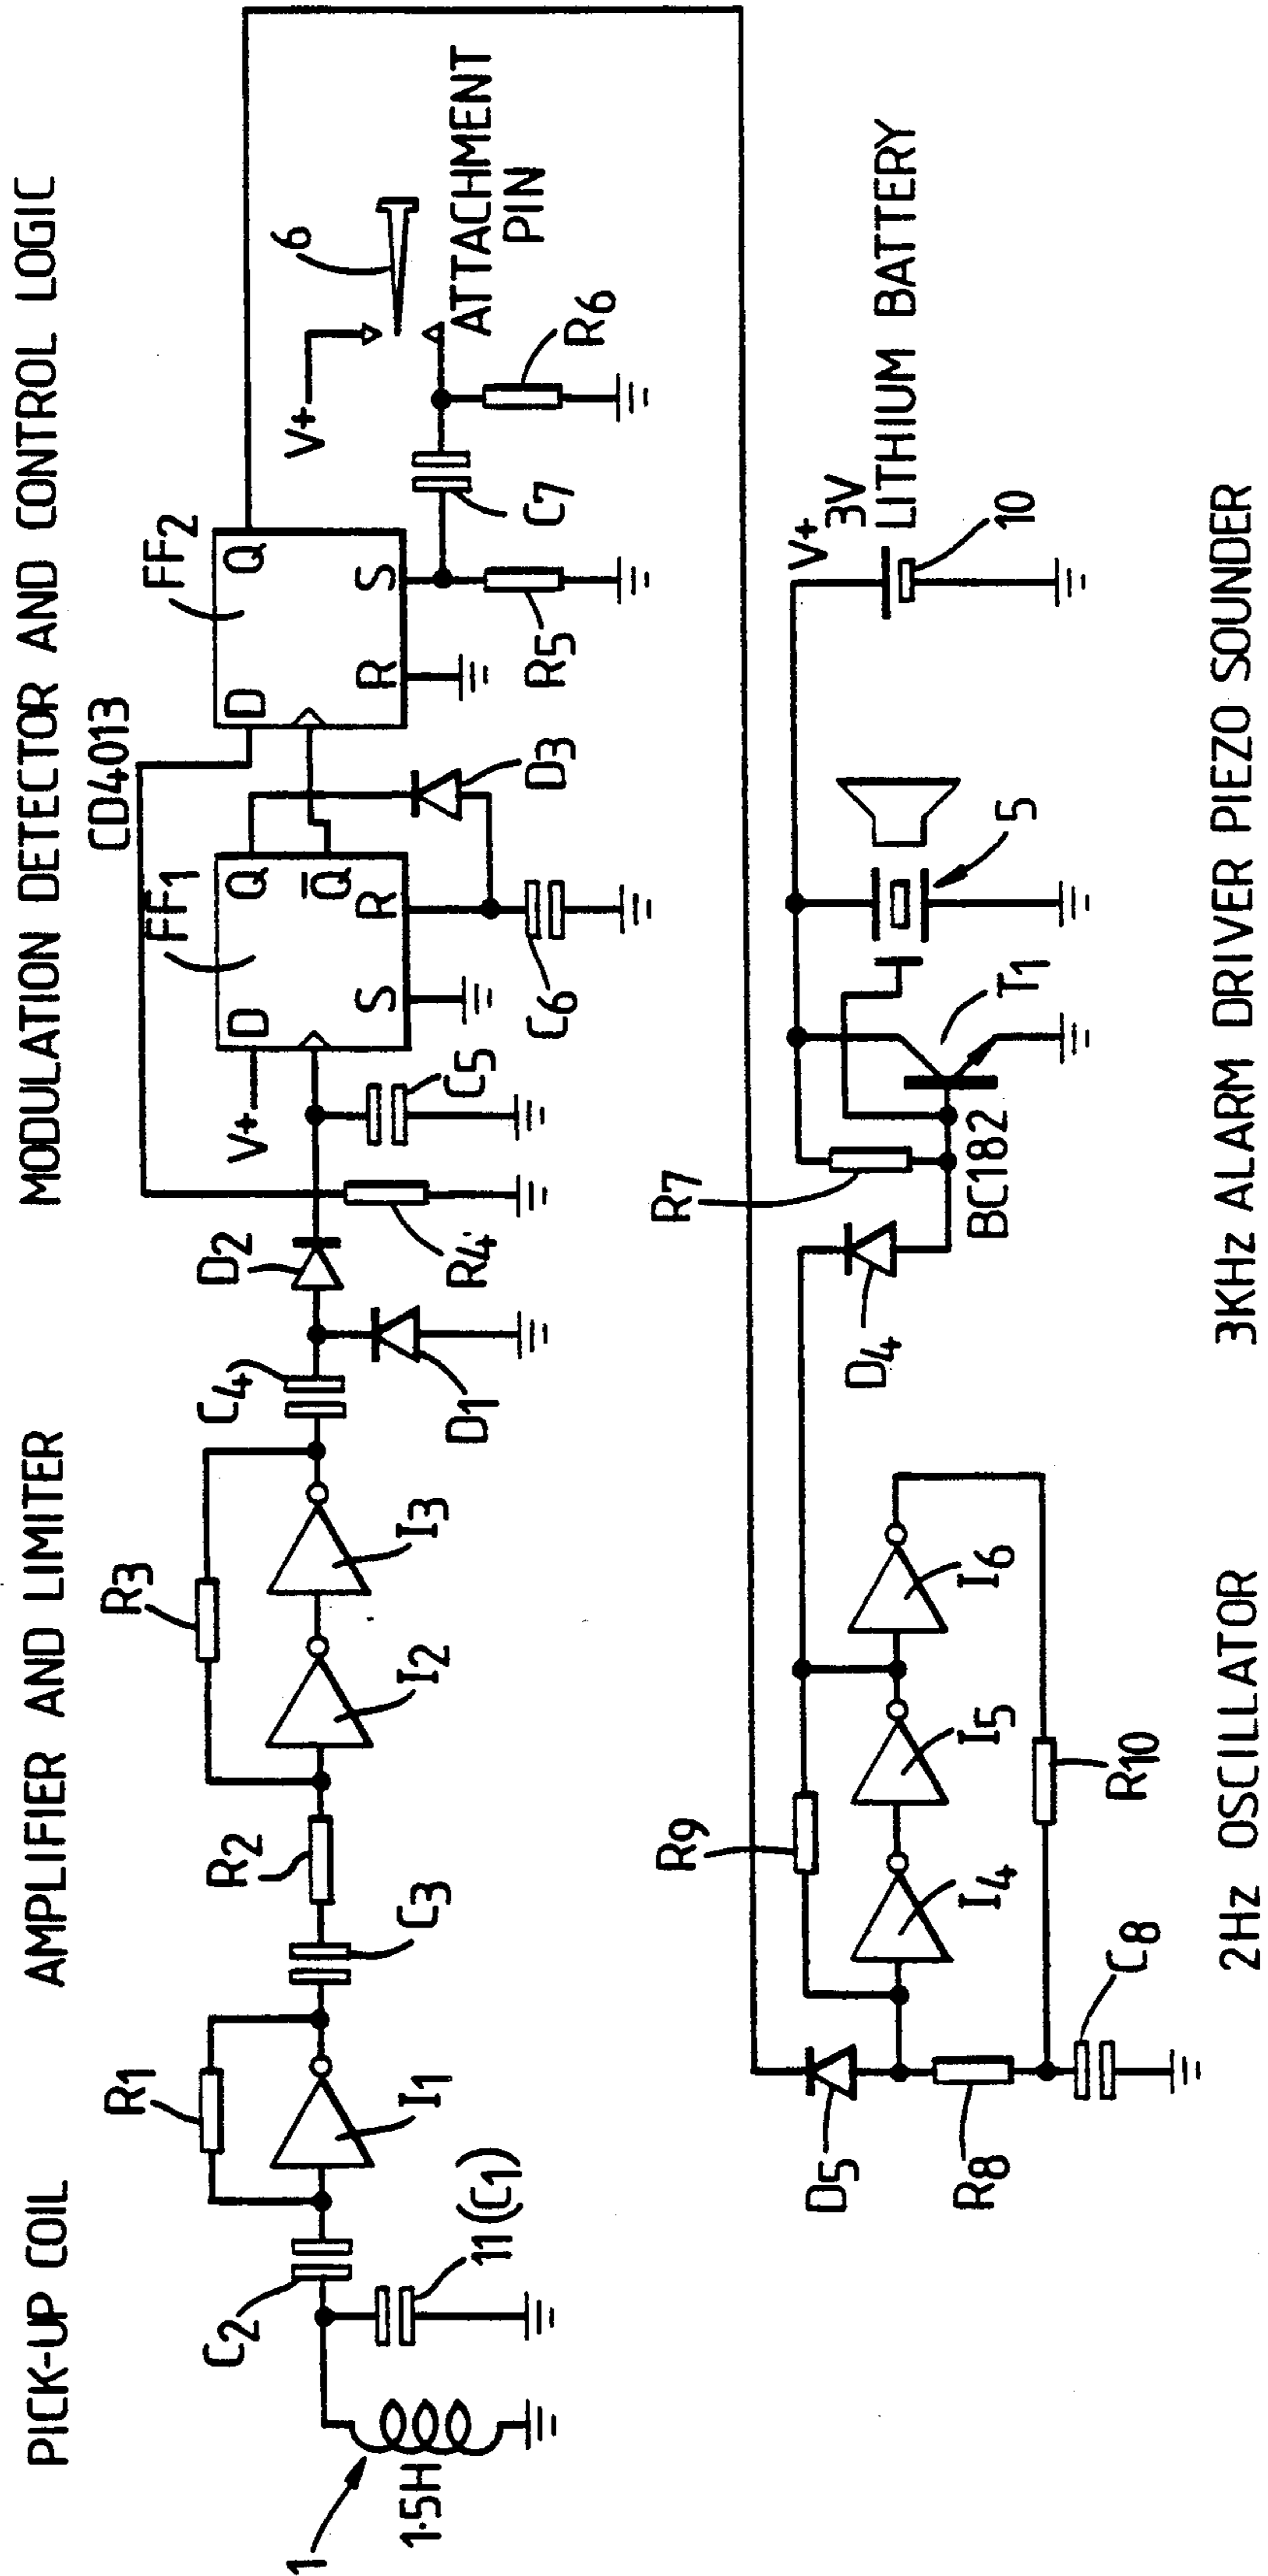 PICK-UP COIL
AMPLIFIER AND LIMITER
MODULATION DETECTOR AND CONTROL LOGIC
R1
R3
CD4013
FF1
FF2
C2
R2
C4
D2
V+
D
Q
D
Q
V+
6
Q̄
1
1·5H
11 (C1)
I1
C3
I2
I3
D1
R4
C5
S
R
C6
D3
R
S
R5
C7
R6
ATTACHMENT
PIN
D5
R9
D4
R7
V+
3V
LITHIUM BATTERY
R8
I4
I5
I6
BC182
T1
5
10
C8
R10
2Hz OSCILLATOR
3KHz ALARM DRIVER PIEZO SOUNDER